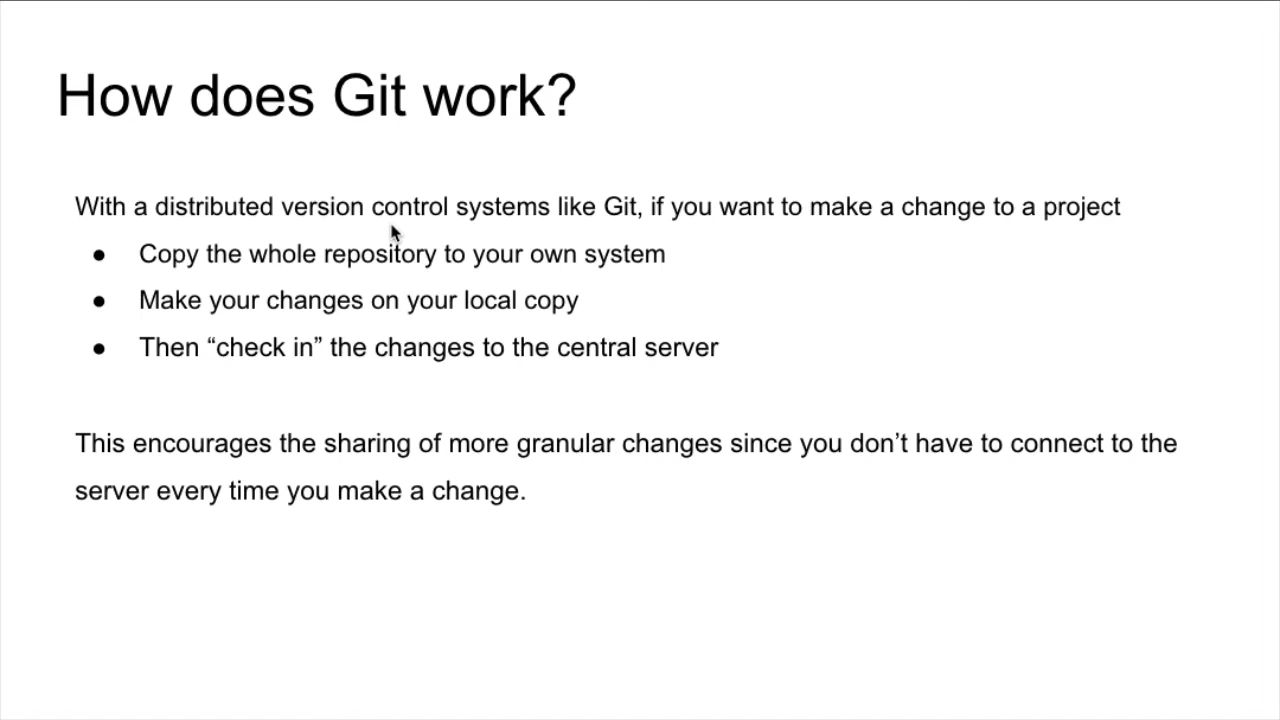 How does Git work?
With a distributed version control systems like Git, if you want to make a change to a project
● Copy the whole repository to your own system
● Make your changes on your local copy
● Then “check in” the changes to the central server
This encourages the sharing of more granular changes since you don’t have to connect to the
server every time you make a change.